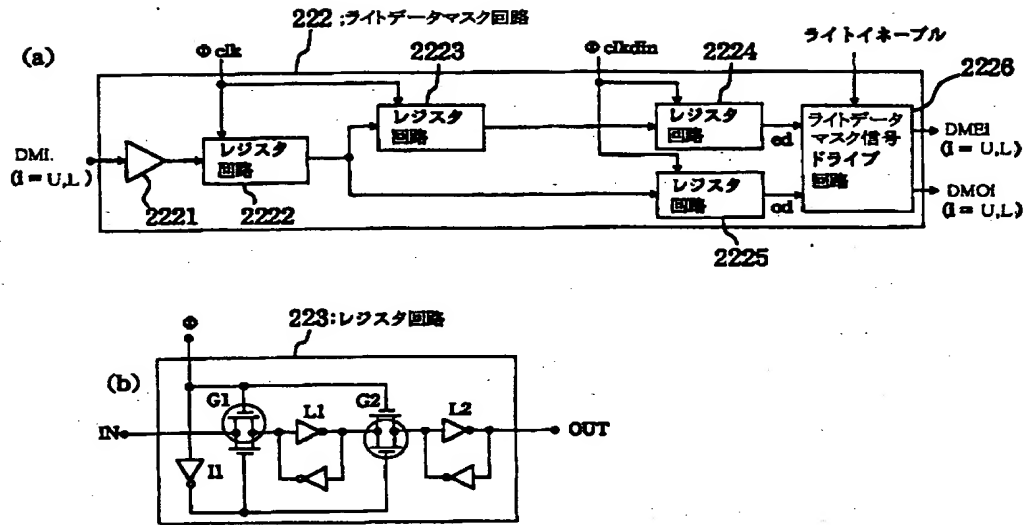 222;ライトデータマスク回路
(a)
Φclk
2223
Φclkdin
2224
ライトイネーブル
2226
レジスタ
回路
レジスタ
回路
ライトデータ
マスク信号
ドライブ
回路
DMI.
(i = U,L)
レジスタ
回路
ed
DMEi
(i = U,L)
2221
2222
レジスタ
回路
od
DMOi
(i = U,L)
2225
Φ
223:レジスタ回路
(b)
G1
L1
G2
L2
IN
OUT
I1